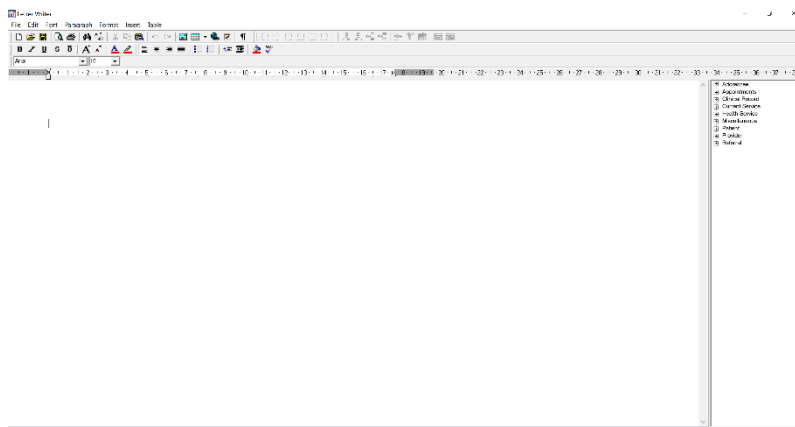 Letter Writer
File Edit Font Paragraph Format Insert Table
Arial 10
Addressee
Appointments
Clinical Record
Current Service
Health Service
Miscellaneous
Patient
Provider
Referral